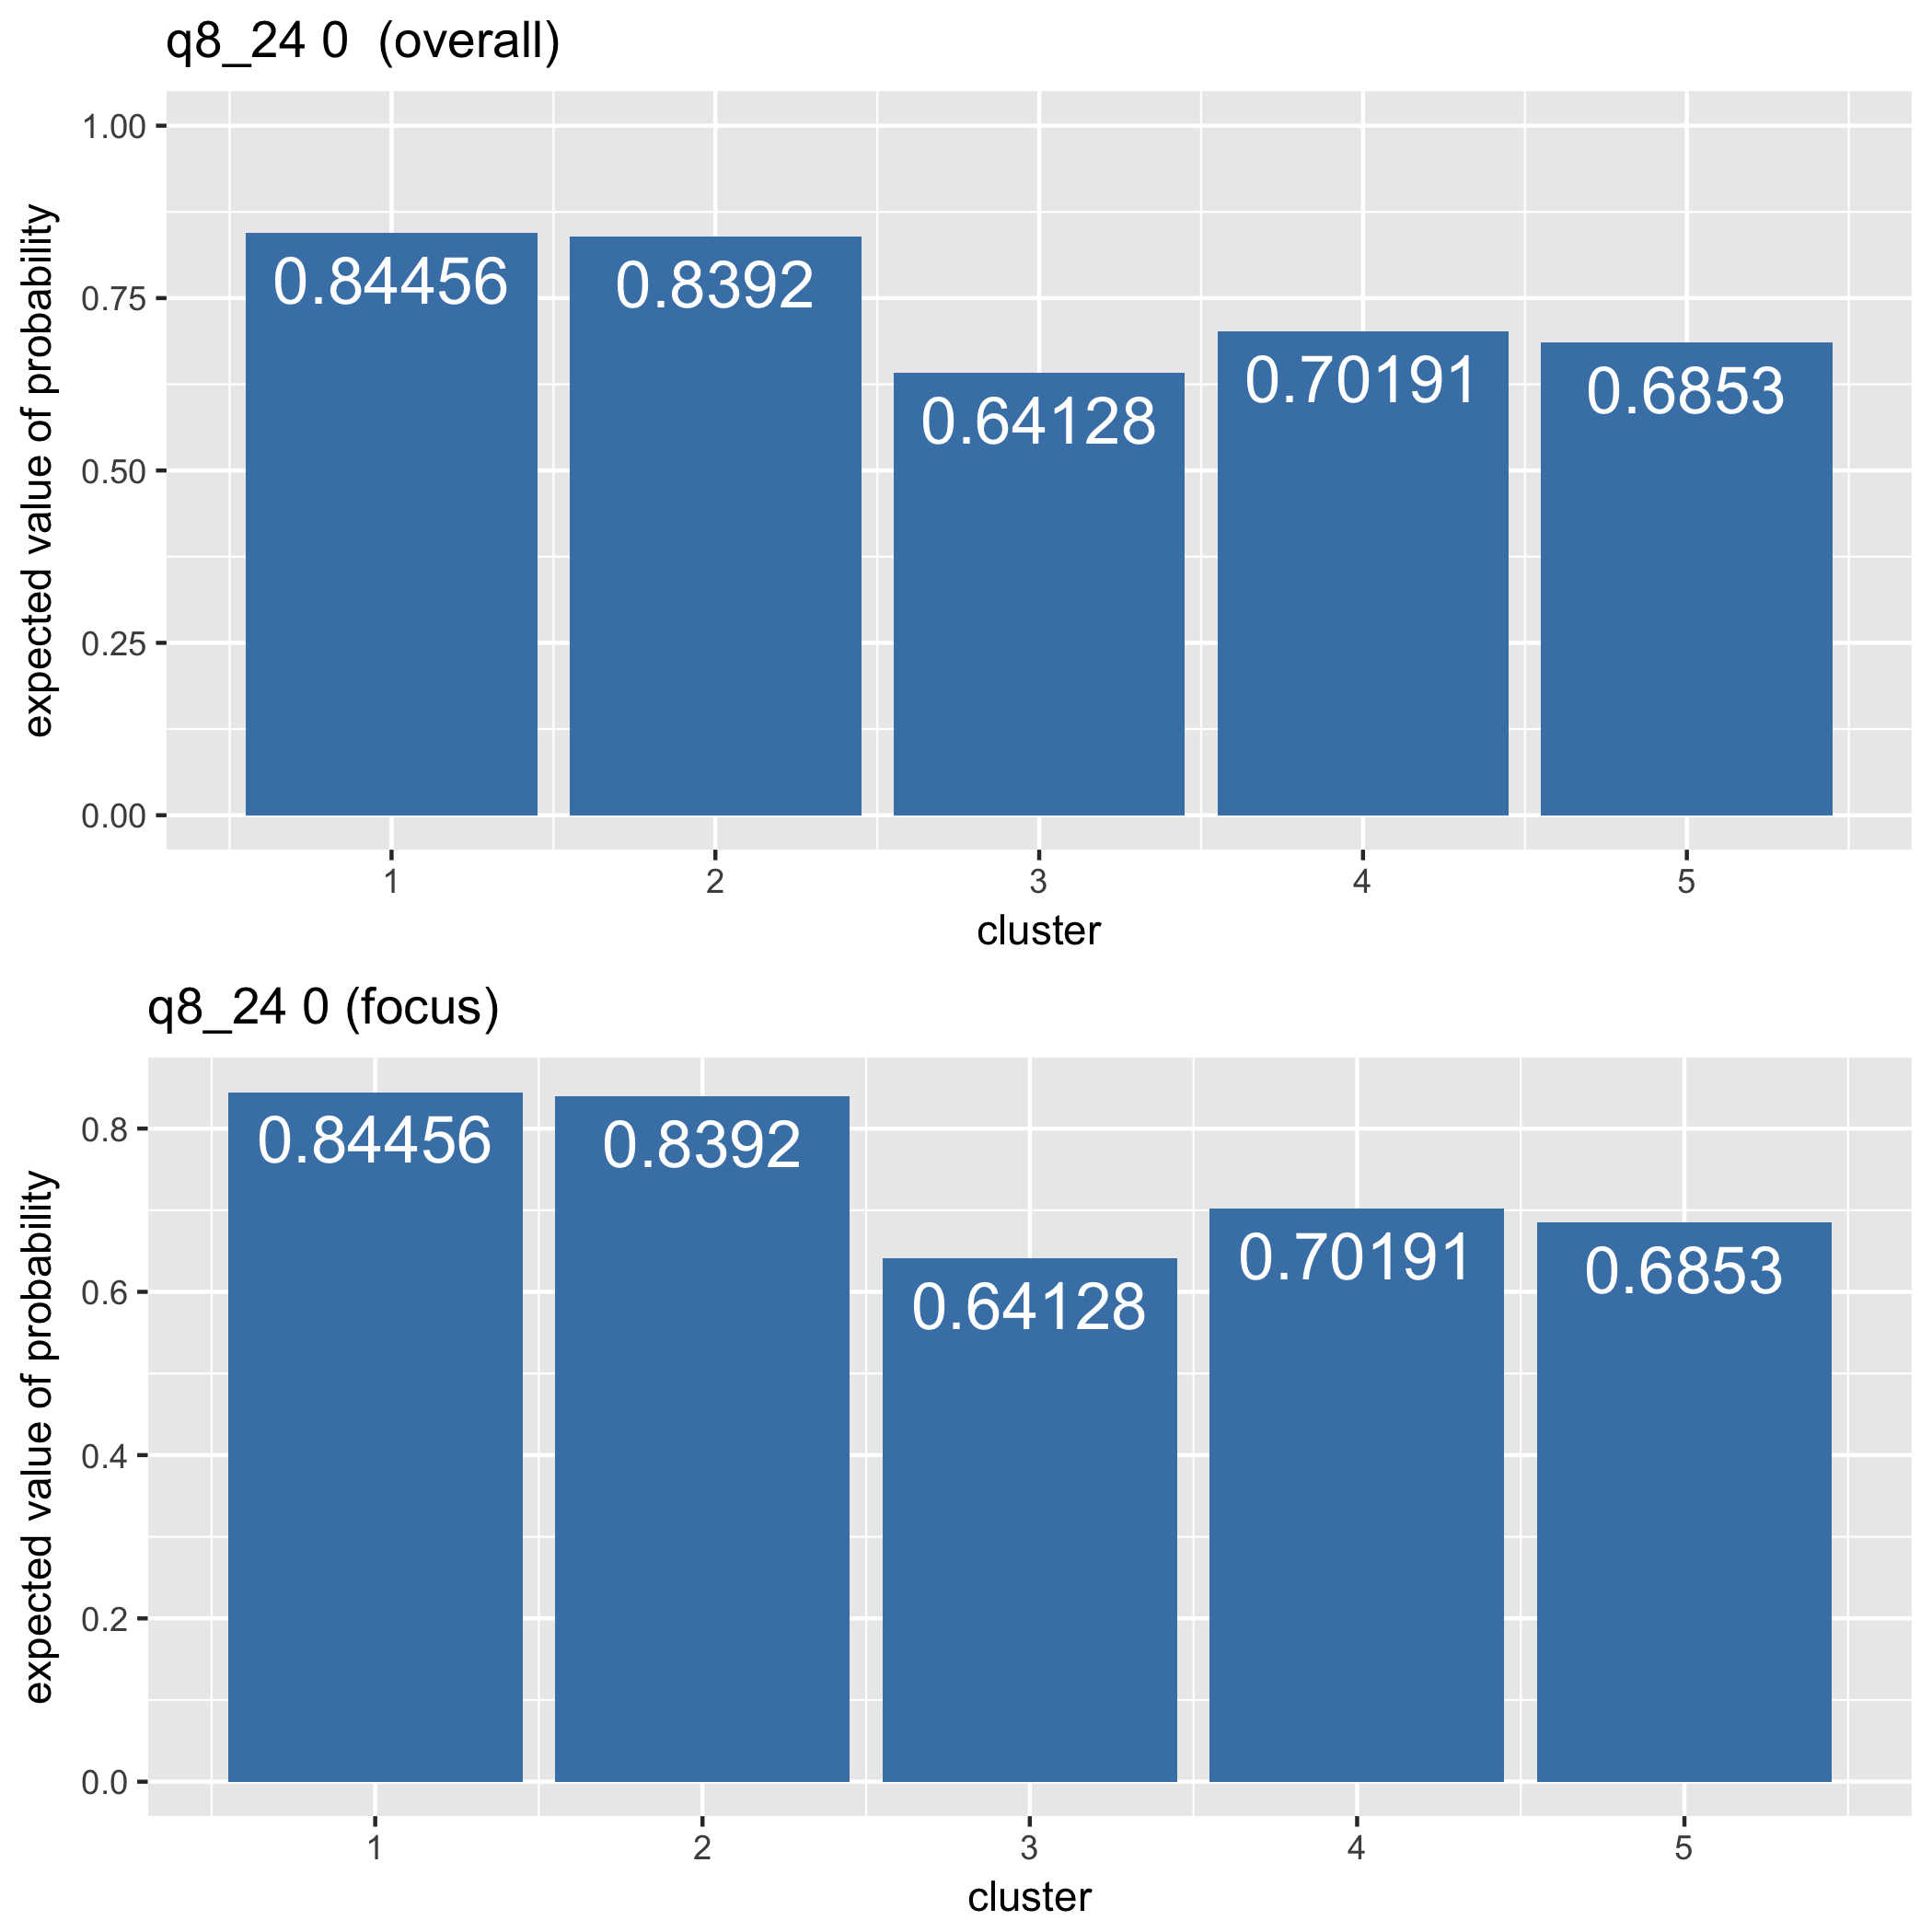 q8_24 0  (overall)
expected value of probability
1.00
0.75
0.50
0.25
0.00
0.84456
0.8392
0.64128
0.70191
0.6853
1 2 3 4 5
cluster
q8_24 0 (focus)
expected value of probability
0.8
0.6
0.4
0.2
0.0
0.84456
0.8392
0.64128
0.70191
0.6853
1 2 3 4 5
cluster